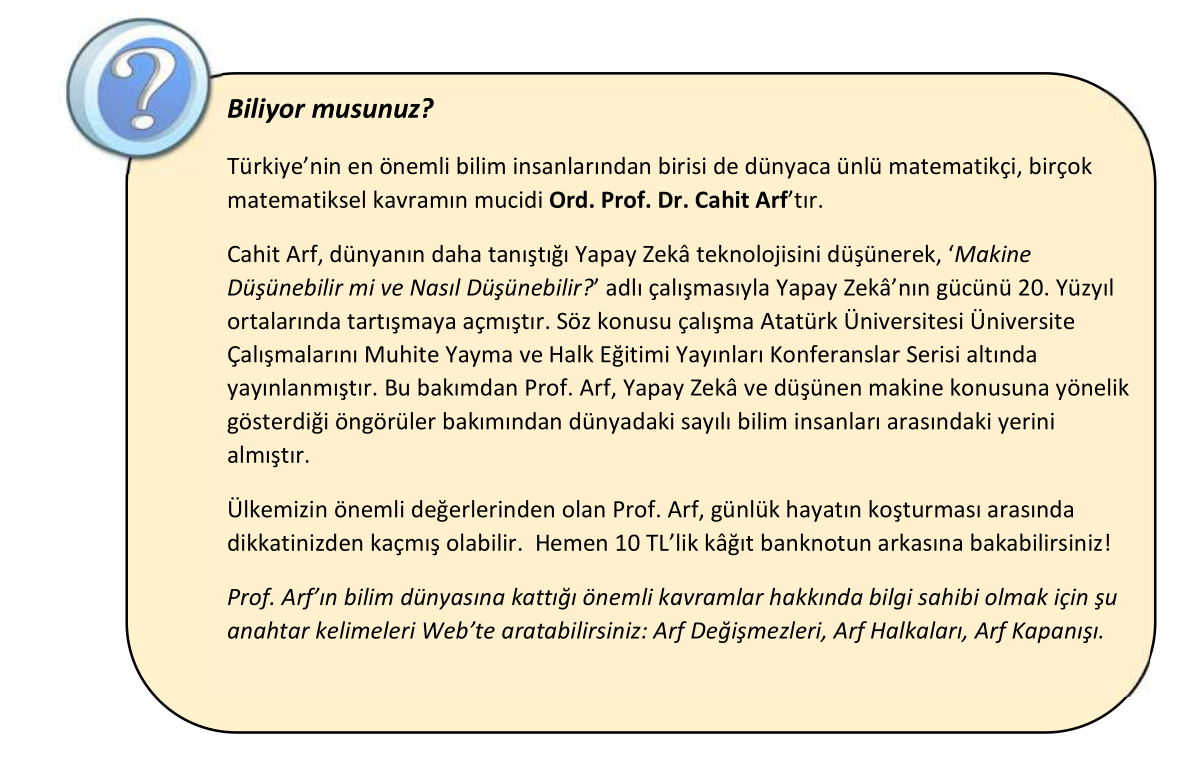 ?
Biliyor musunuz?
Türkiye’nin en önemli bilim insanlarından birisi de dünyaca ünlü matematikçi, birçok
matematiksel kavramın mucidi Ord. Prof. Dr. Cahit Arf’tır.
Cahit Arf, dünyanın daha tanıştığı Yapay Zekâ teknolojisini düşünerek, ‘Makine
Düşünebilir mi ve Nasıl Düşünebilir?’ adlı çalışmasıyla Yapay Zekâ’nın gücünü 20. Yüzyıl
ortalarında tartışmaya açmıştır. Söz konusu çalışma Atatürk Üniversitesi Üniversite
Çalışmalarını Muhite Yayma ve Halk Eğitimi Yayınları Konferanslar Serisi altında
yayınlanmıştır. Bu bakımdan Prof. Arf, Yapay Zekâ ve düşünen makine konusuna yönelik
gösterdiği öngörüler bakımından dünyadaki sayılı bilim insanları arasındaki yerini
almıştır.
Ülkemizin önemli değerlerinden olan Prof. Arf, günlük hayatın koşturması arasında
dikkatinizden kaçmış olabilir.  Hemen 10 TL’lik kâğıt banknotun arkasına bakabilirsiniz!
Prof. Arf’ın bilim dünyasına kattığı önemli kavramlar hakkında bilgi sahibi olmak için şu
anahtar kelimeleri Web’te aratabilirsiniz: Arf Değişmezleri, Arf Halkaları, Arf Kapanışı.